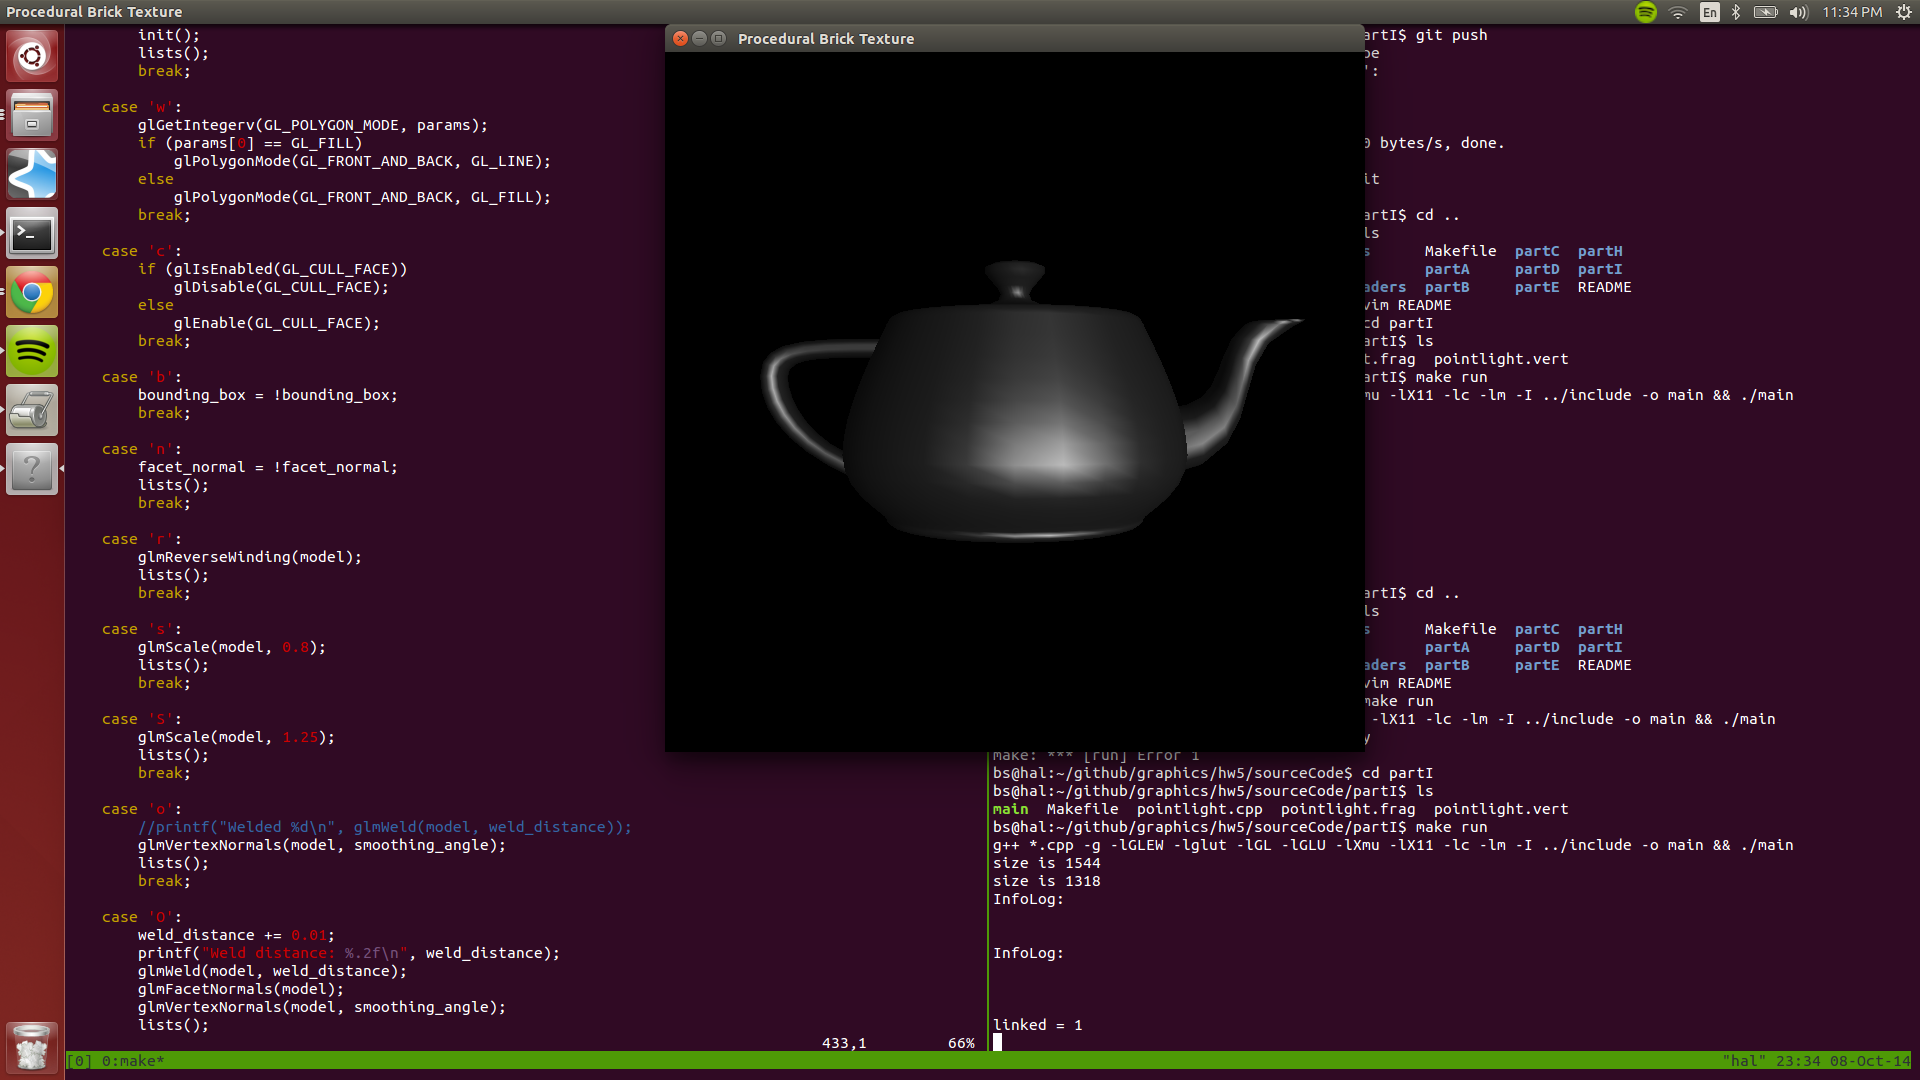 Procedural Brick Texture
En
11:34 PM
init();
lists();
break;
case 'w':
glGetIntegerv(GL_POLYGON_MODE, params);
if (params[0] == GL_FILL)
glPolygonMode(GL_FRONT_AND_BACK, GL_LINE);
else
glPolygonMode(GL_FRONT_AND_BACK, GL_FILL);
break;
case 'c':
if (glIsEnabled(GL_CULL_FACE))
glDisable(GL_CULL_FACE);
else
glEnable(GL_CULL_FACE);
break;
case 'b':
bounding_box = !bounding_box;
break;
case 'n':
facet_normal = !facet_normal;
lists();
break;
case 'r':
glmReverseWinding(model);
lists();
break;
case 's':
glmScale(model, 0.8);
lists();
break;
case 'S':
glmScale(model, 1.25);
lists();
break;
case 'o':
//printf("Welded %d\n", glmWeld(model, weld_distance));
glmVertexNormals(model, smoothing_angle);
lists();
break;
case 'O':
weld_distance += 0.01;
printf("Weld distance: %.2f\n", weld_distance);
glmWeld(model, weld_distance);
glmFacetNormals(model);
glmVertexNormals(model, smoothing_angle);
lists();
433,1 66%
Procedural Brick Texture
artI$ git push
pe
':
0 bytes/s, done.
it
artI$ cd ..
ls
s Makefile partC partH
partA partD partI
aders partB partE README
vim README
cd partI
artI$ ls
t.frag pointlight.vert
artI$ make run
mu -lX11 -lc -lm -I ../include -o main && ./main
artI$ cd ..
ls
s Makefile partC partH
partA partD partI
aders partB partE README
vim README
make run
-lX11 -lc -lm -I ../include -o main && ./main
y
make: *** [run] Error 1
bs@hal:~/github/graphics/hw5/sourceCode$ cd partI
bs@hal:~/github/graphics/hw5/sourceCode/partI$ ls
main Makefile pointlight.cpp pointlight.frag pointlight.vert
bs@hal:~/github/graphics/hw5/sourceCode/partI$ make run
g++ *.cpp -g -lGLEW -lglut -lGL -lGLU -lXmu -lX11 -lc -lm -I ../include -o main && ./main
size is 1544
size is 1318
InfoLog:
InfoLog:
linked = 1
[0] 0:make* "hal" 23:34 08-Oct-14